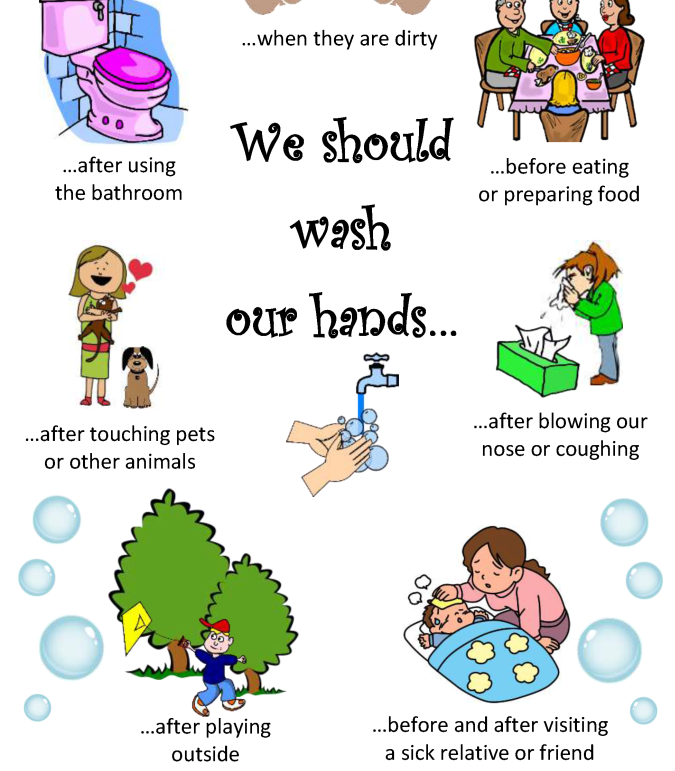 ...when they are dirty
...after using
the bathroom
We should
wash
our hands...
...before eating
or preparing food
...after touching pets
or other animals
...after blowing our
nose or coughing
...after playing
outside
...before and after visiting
a sick relative or friend